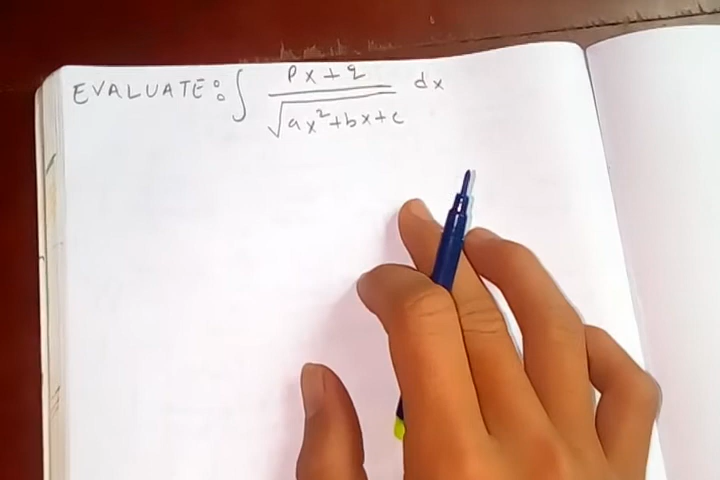 EVALUATE: ∫ (px+q)/√(ax²+bx+c) dx